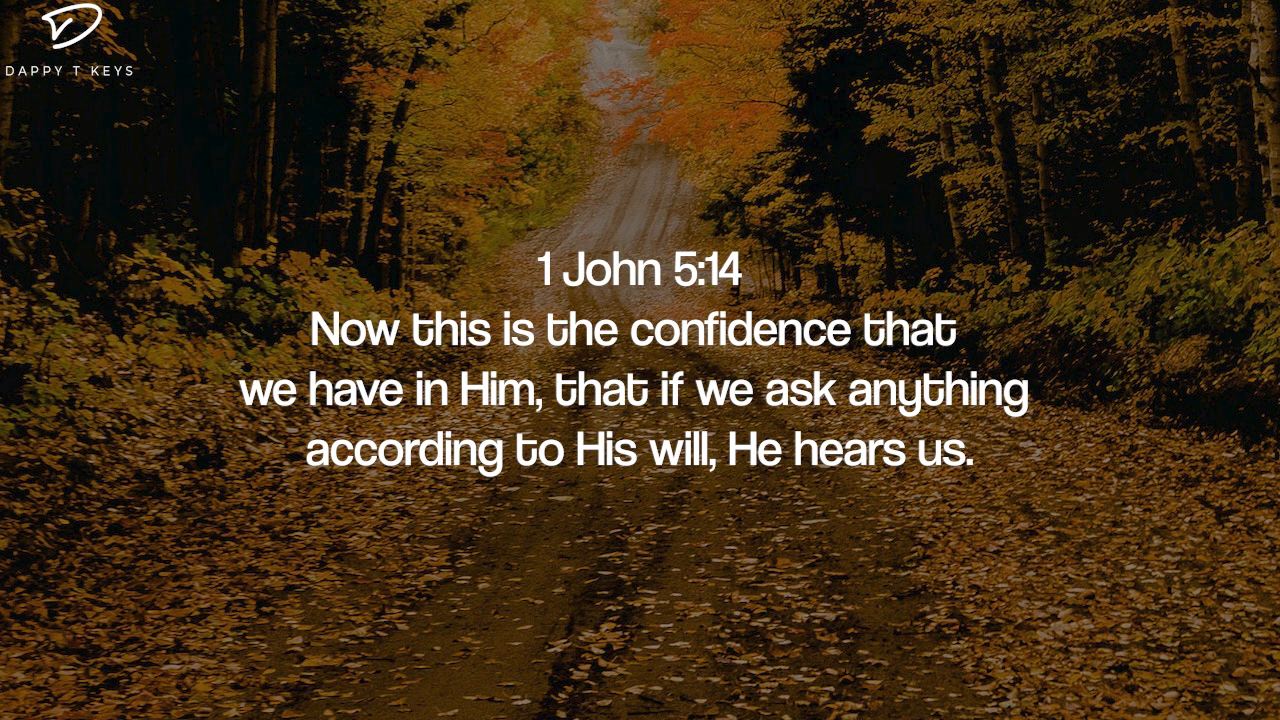 DAPPY T KEYS
1 John 5:14
Now this is the confidence that
we have in Him, that if we ask anything
according to His will, He hears us.